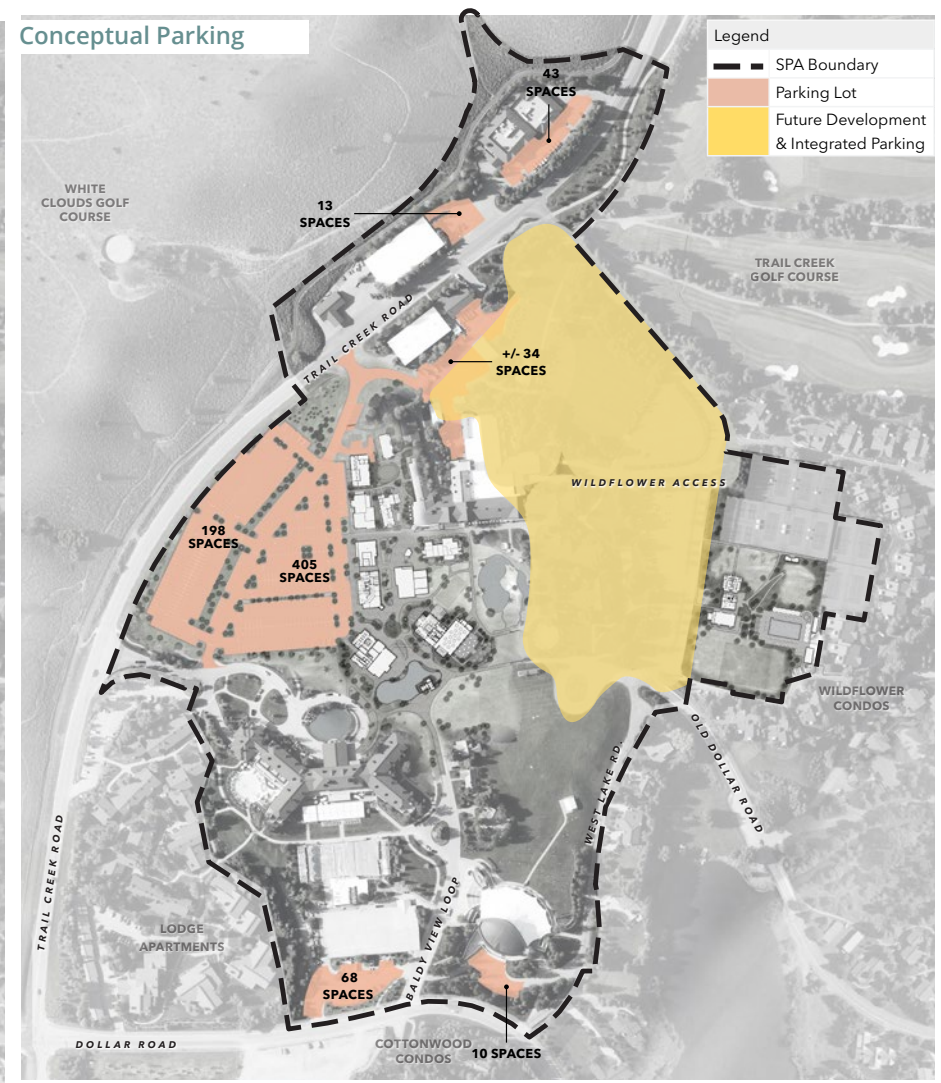 Conceptual Parking
Legend
SPA Boundary
Parking Lot
Future Development
& Integrated Parking
43
SPACES
WHITE
CLOUDS GOLF
COURSE
13
SPACES
TRAIL CREEK
GOLF COURSE
TRAIL CREEK ROAD
+/- 34
SPACES
WILDFLOWER ACCESS
198
SPACES
405
SPACES
WILDFLOWER
CONDOS
OLD DOLLAR ROAD
WEST LAKE RD.
TRAIL CREEK ROAD
BALDY VIEW LOOP
LODGE
APARTMENTS
68
SPACES
DOLLAR ROAD
COTTONWOOD
CONDOS
10 SPACES